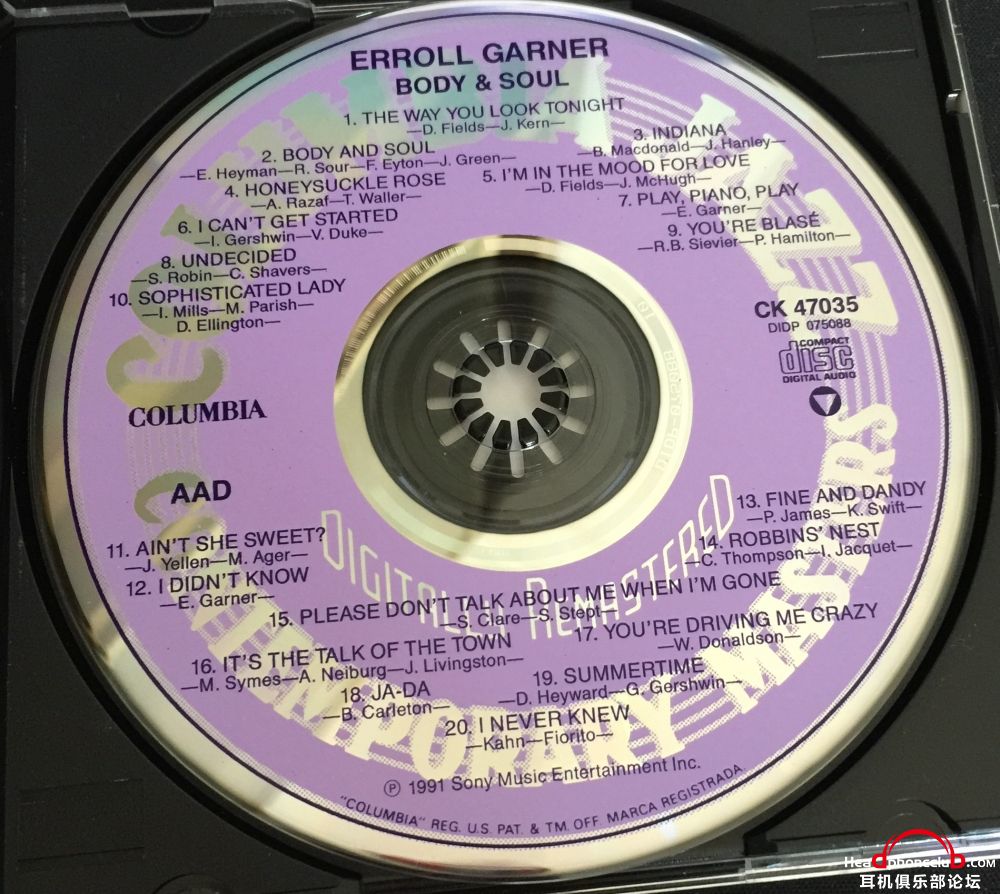 ERROLL GARNER
BODY & SOUL
1. THE WAY YOU LOOK TONIGHT
—D. Fields—J. Kern—
2. BODY AND SOUL
—E. Heyman—R. Sour—F. Eyton—J. Green—
3. INDIANA
—B. Macdonald—J. Hanley—
4. HONEYSUCKLE ROSE
—A. Razaf—T. Waller—
5. I'M IN THE MOOD FOR LOVE
—D. Fields—J. McHugh—
6. I CAN'T GET STARTED
—I. Gershwin—V. Duke—
7. PLAY, PIANO, PLAY
—E. Garner—
8. UNDECIDED
—S. Robin—C. Shavers—
9. YOU'RE BLASÉ
—R.B. Sievier—P. Hamilton—
10. SOPHISTICATED LADY
—I. Mills—M. Parish—
D. Ellington—
CK 47035
DIDP 075088
COMPACT
disc
DIGITAL AUDIO
COLUMBIA
AAD
COLUMBIA JAZZ
CONTEMPORARY MASTERS
DIGITALLY REMASTERED
11. AIN'T SHE SWEET?
—J. Yellen—M. Ager—
12. I DIDN'T KNOW
—E. Garner—
13. FINE AND DANDY
—P. James—K. Swift—
14. ROBBINS' NEST
—C. Thompson—I. Jacquet—
15. PLEASE DON'T TALK ABOUT ME WHEN I'M GONE
—S. Clare—S. Stept—
16. IT'S THE TALK OF THE TOWN
—M. Symes—A. Neiburg—J. Livingston—
17. YOU'RE DRIVING ME CRAZY
—W. Donaldson—
18. JA-DA
—B. Carleton—
19. SUMMERTIME
—D. Heyward—G. Gershwin—
20. I NEVER KNEW
—Kahn—Fiorito—
℗ 1991 Sony Music Entertainment Inc.
"COLUMBIA" REG. U.S. PAT. & TM. OFF. MARCA REGISTRADA.
Headphoneclub.com
耳机俱乐部论坛